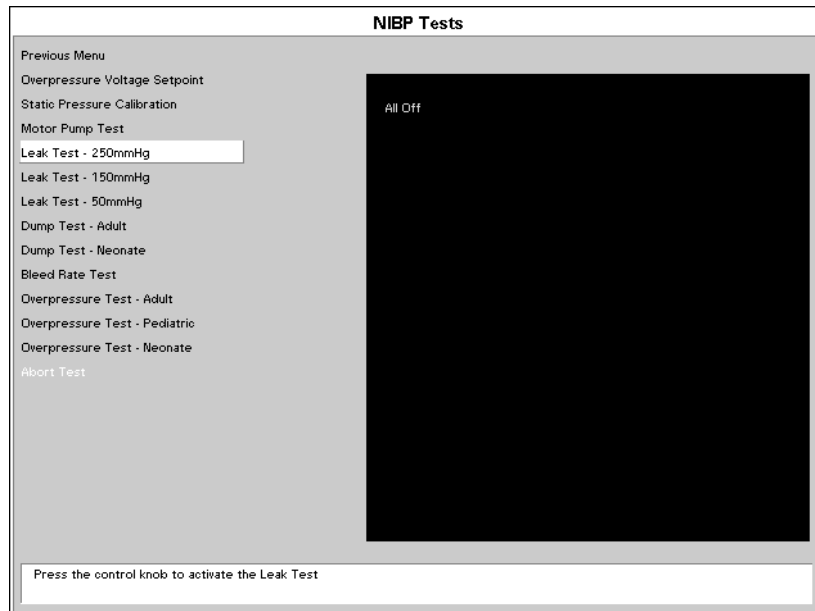 NIBP Tests
Previous Menu
Overpressure Voltage Setpoint
Static Pressure Calibration
Motor Pump Test
Leak Test - 250mmHg
Leak Test - 150mmHg
Leak Test - 50mmHg
Dump Test - Adult
Dump Test - Neonate
Bleed Rate Test
Overpressure Test - Adult
Overpressure Test - Pediatric
Overpressure Test - Neonate
Abort Test
All Off
Press the control knob to activate the Leak Test